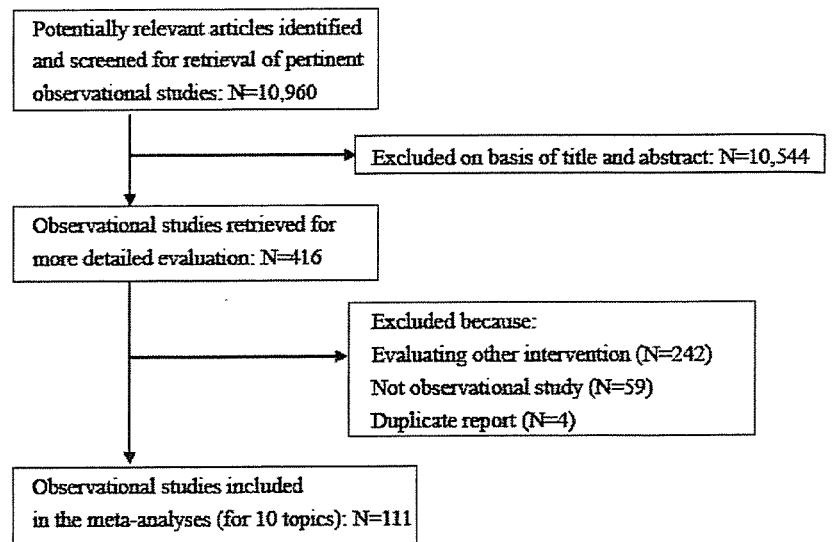 Potentially relevant articles identified
and screened for retrieval of pertinent
observational studies: N=10,960
Excluded on basis of title and abstract: N=10,544
Observational studies retrieved for
more detailed evaluation: N=416
Excluded because:
Evaluating other intervention (N=242)
Not observational study (N=59)
Duplicate report (N=4)
Observational studies included
in the meta-analyses (for 10 topics): N=111